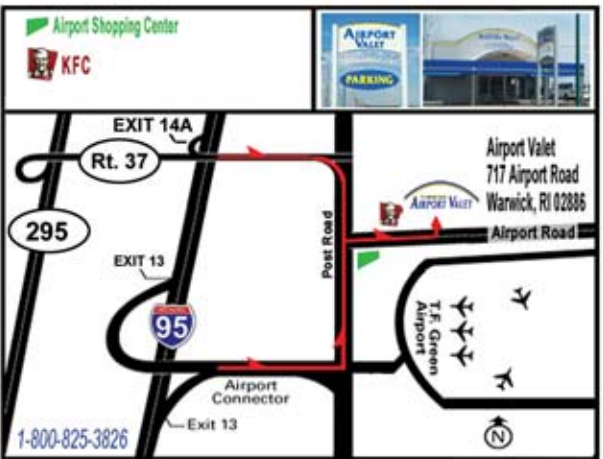 Airport Shopping Center
KFC
AIRPORT
VALET
PARKING
EXIT 14A
Rt. 37
Airport Valet
717 Airport Road
Warwick, RI 02886
AIRPORT VALET
Airport Road
295
Post Road
EXIT 13
95
T.F. Green
Airport
Airport
Connector
Exit 13
N
1-800-825-3826